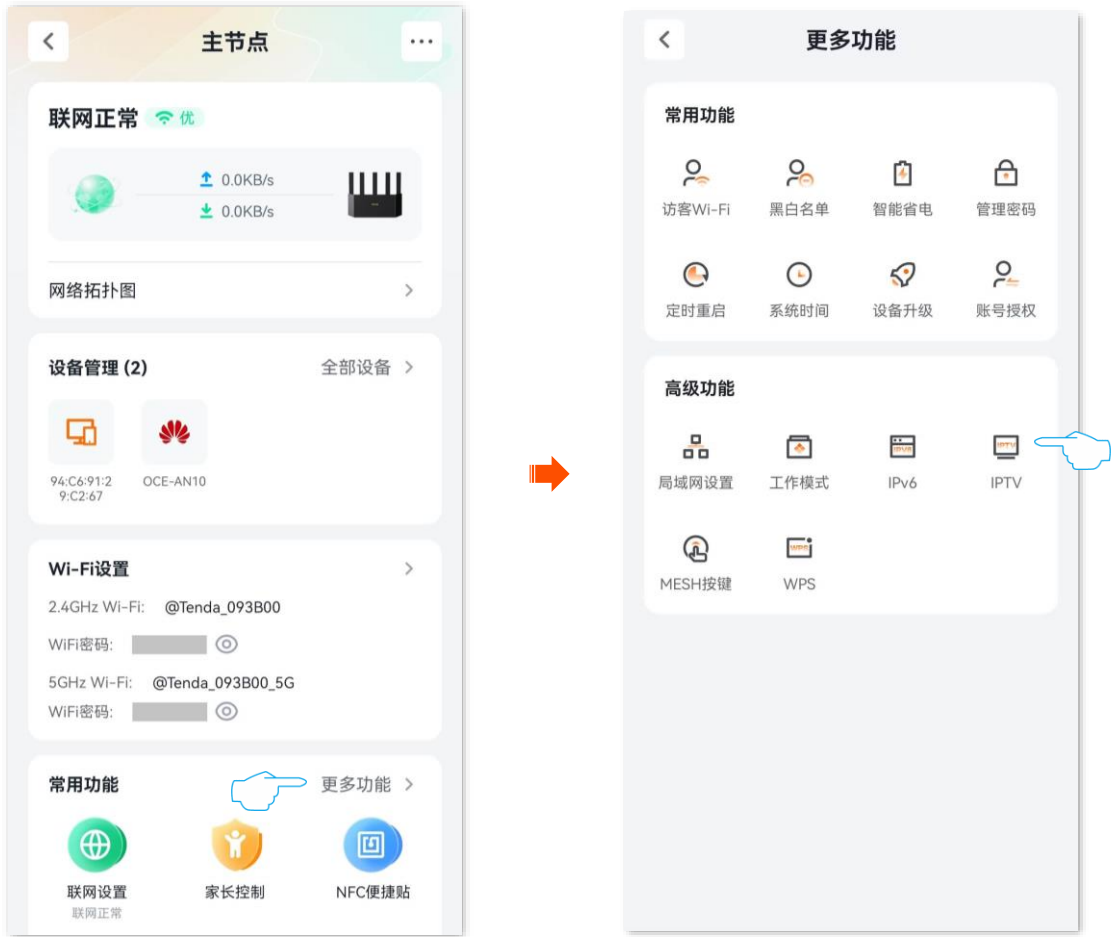 主节点
联网正常 优
0.0KB/s
0.0KB/s
网络拓扑图
设备管理 (2) 全部设备
94:C6:91:2
9:C2:67
OCE-AN10
Wi-Fi设置
2.4GHz Wi-Fi: @Tenda_093B00
WiFi密码:
5GHz Wi-Fi: @Tenda_093B00_5G
WiFi密码:
常用功能 更多功能
联网设置 家长控制 NFC便捷贴
联网正常
更多功能
常用功能
访客Wi-Fi 黑白名单 智能省电 管理密码
定时重启 系统时间 设备升级 账号授权
高级功能
IPV6 IPTV
局域网设置 工作模式 IPv6 IPTV
WPS
MESH按键 WPS